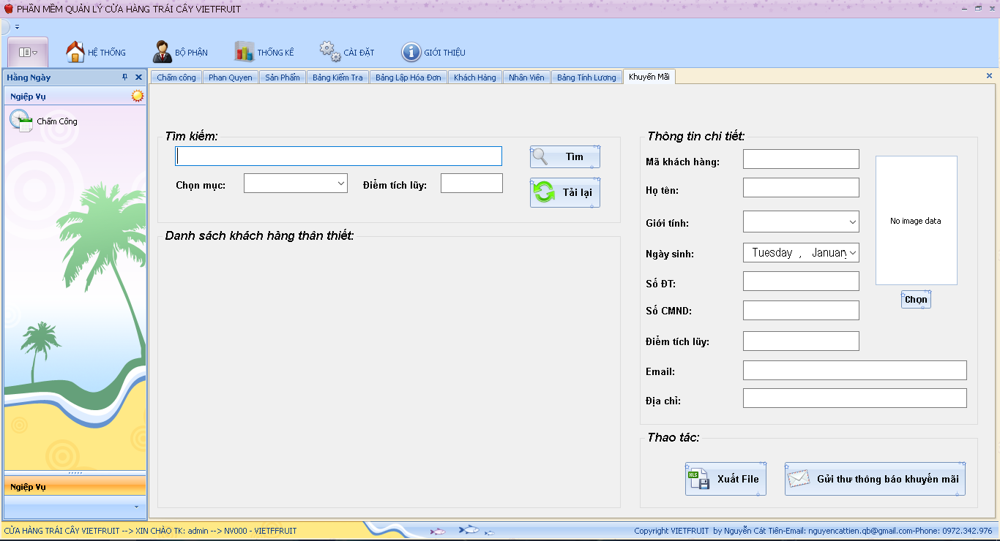 PHẦN MỀM QUẢN LÝ CỬA HÀNG TRÁI CÂY VIETFRUIT
HỆ THỐNG
BỘ PHẬN
THỐNG KÊ
CÀI ĐẶT
GIỚI THIỆU
Hằng Ngày
Ngiệp Vụ
Chấm Công
Chấm công
Phan Quyen
Sản Phẩm
Bảng Kiểm Tra
Bảng Lập Hóa Đơn
Khách Hàng
Nhân Viên
Bảng Tính Lương
Khuyến Mãi
Tìm kiếm:
Tìm
Chọn mục:
Điểm tích lũy:
Tải lại
Danh sách khách hàng thân thiết:
Thông tin chi tiết:
Mã khách hàng:
Họ tên:
Giới tính:
Ngày sinh:
Tuesday , January
Số ĐT:
Số CMND:
Điểm tích lũy:
Email:
Địa chỉ:
No image data
Chọn
Thao tác:
XLS
Xuất File
Gửi thư thông báo khuyến mãi
Ngiệp Vụ
CỬA HÀNG TRÁI CÂY VIETFRUIT --> XIN CHÀO TK: admin --> NV000 - VIETFFRUIT
Copyright VIETFRUIT by Nguyễn Cát Tiên-Email: nguyencattien.qb@gmail.com-Phone: 0972.342.976